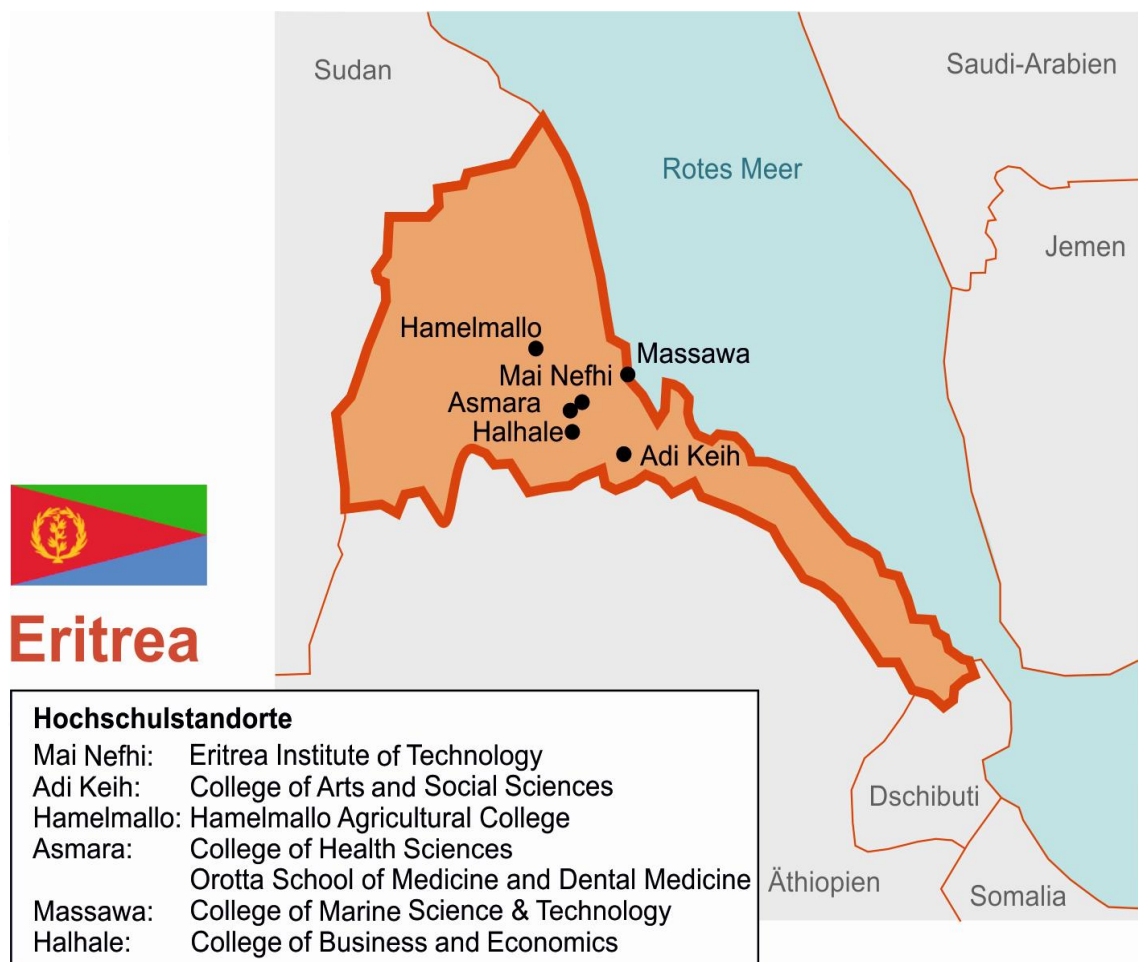 Sudan
Saudi-Arabien
Rotes Meer
Jemen
Hamelmallo
Massawa
Mai Nefhi
Asmara
Halhale
Adi Keih
Eritrea
Dschibuti
Äthiopien
Somalia
Hochschulstandorte
Mai Nefhi: Eritrea Institute of Technology
Adi Keih: College of Arts and Social Sciences
Hamelmallo: Hamelmallo Agricultural College
Asmara: College of Health Sciences
Orotta School of Medicine and Dental Medicine
Massawa: College of Marine Science & Technology
Halhale: College of Business and Economics